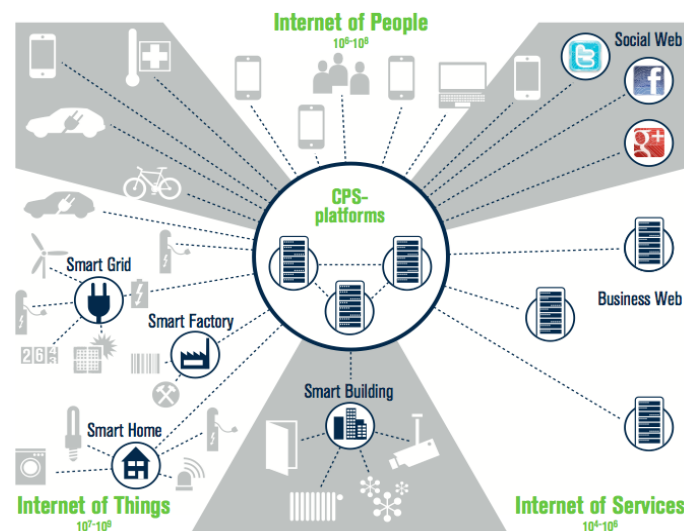 Internet of People
10⁶-10⁸
Social Web
t
f
g+
CPS-
platforms
Smart Grid
Business Web
Smart Factory
Smart Building
Smart Home
Internet of Things
10⁷-10⁹
Internet of Services
10⁴-10⁶